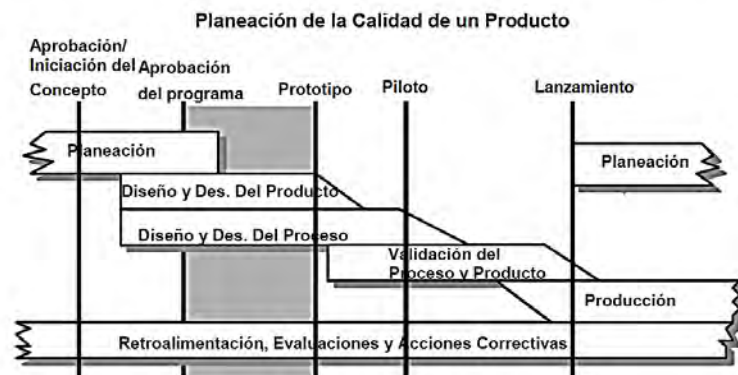 Planeación de la Calidad de un Producto
Aprobación/
Iniciación del
Concepto
Aprobación
del programa
Prototipo
Piloto
Lanzamiento
Planeación
Planeación
Diseño y Des. Del Producto
Diseño y Des. Del Proceso
Validación del
Proceso y Producto
Producción
Retroalimentación, Evaluaciones y Acciones Correctivas